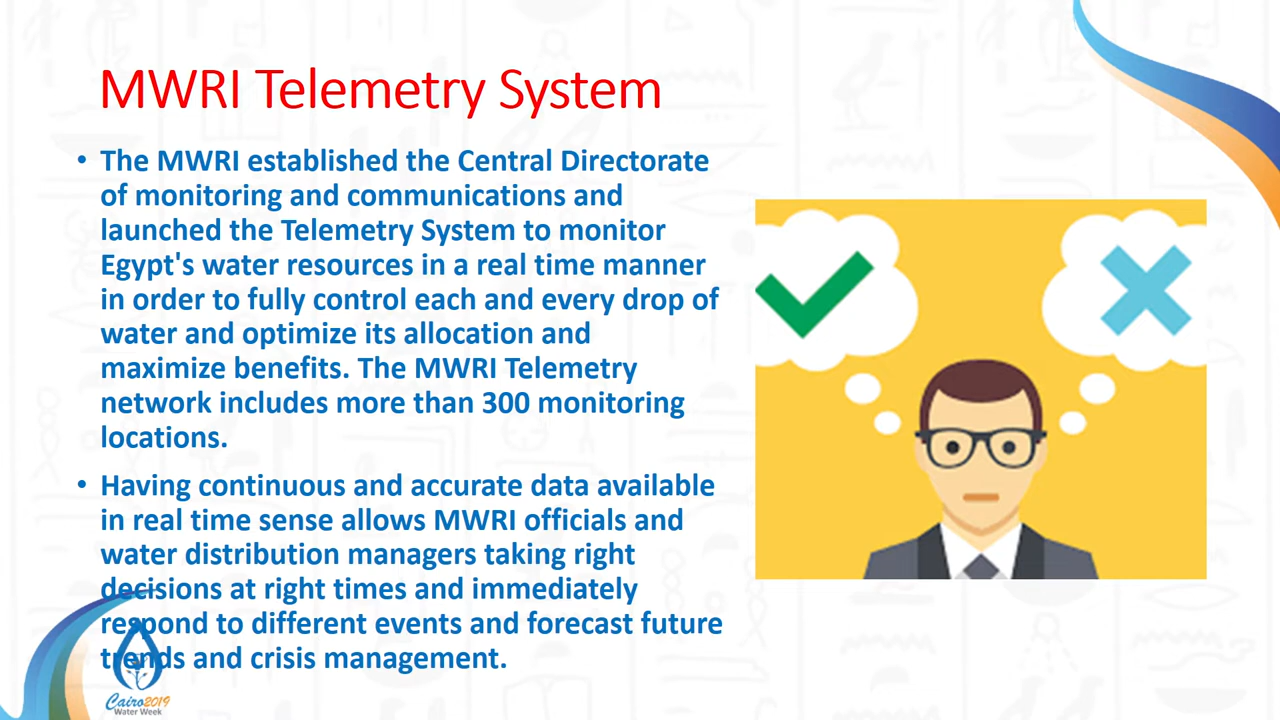 MWRI Telemetry System
• The MWRI established the Central Directorate
of monitoring and communications and
launched the Telemetry System to monitor
Egypt's water resources in a real time manner
in order to fully control each and every drop of
water and optimize its allocation and
maximize benefits. The MWRI Telemetry
network includes more than 300 monitoring
locations.
• Having continuous and accurate data available
in real time sense allows MWRI officials and
water distribution managers taking right
decisions at right times and immediately
respond to different events and forecast future
trends and crisis management.
Cairo2019
Water Week